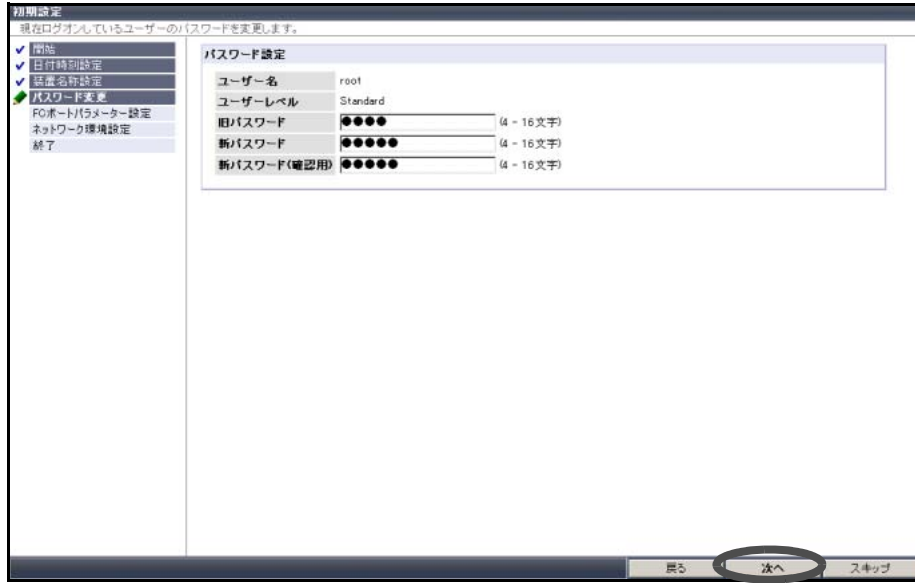 初期設定
現在ログオンしているユーザーのパスワードを変更します。
開始
日付時刻設定
装置名称設定
パスワード変更
FCポートパラメーター設定
ネットワーク環境設定
終了
パスワード設定
ユーザー名 root
ユーザーレベル Standard
旧パスワード ●●●● (4 - 16文字)
新パスワード ●●●●● (4 - 16文字)
新パスワード(確認用) ●●●●● (4 - 16文字)
戻る 次へ スキップ